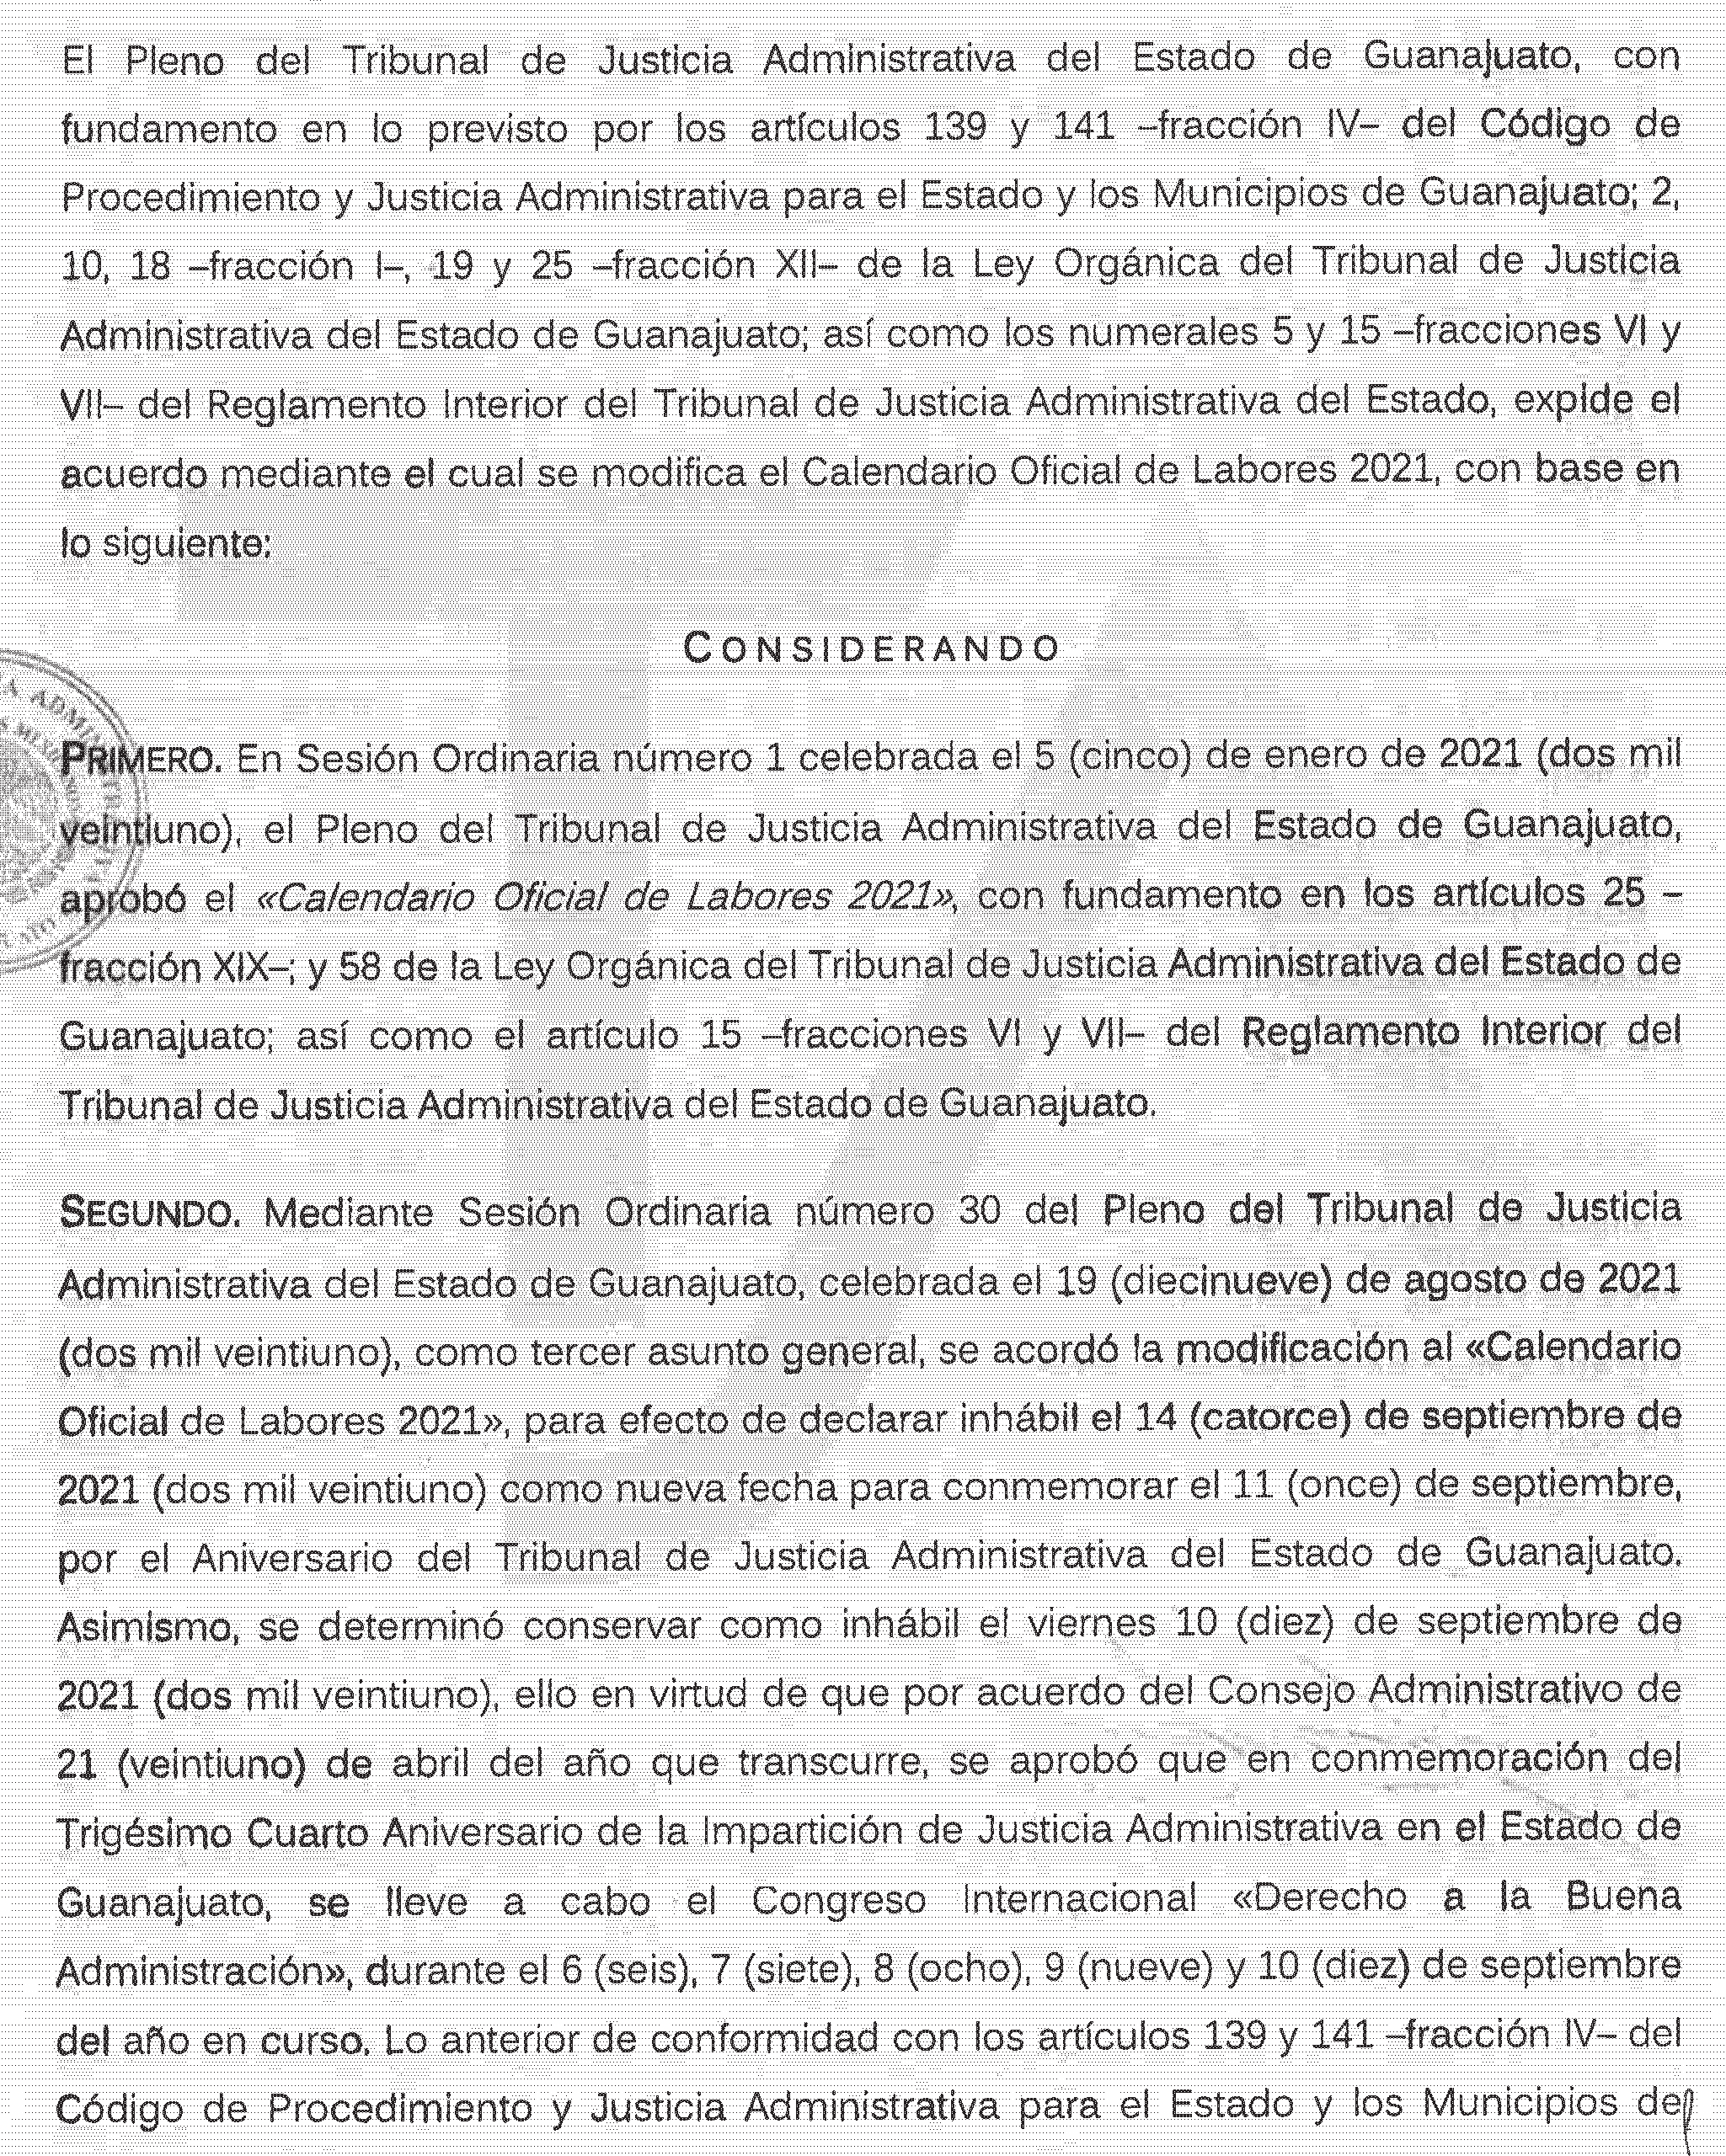 El Pleno del Tribunal de Justicia Administrativa del Estado de Guanajuato, con
fundamento en lo previsto por los artículos 139 y 141 –fracción IV– del Código de
Procedimiento y Justicia Administrativa para el Estado y los Municipios de Guanajuato; 2,
10, 18 –fracción I–, 19 y 25 –fracción XII– de la Ley Orgánica del Tribunal de Justicia
Administrativa del Estado de Guanajuato; así como los numerales 5 y 15 –fracciones VI y
VII– del Reglamento Interior del Tribunal de Justicia Administrativa del Estado, expide el
acuerdo mediante el cual se modifica el Calendario Oficial de Labores 2021, con base en
lo siguiente:
CONSIDERANDO
PRIMERO. En Sesión Ordinaria número 1 celebrada el 5 (cinco) de enero de 2021 (dos mil
veintiuno), el Pleno del Tribunal de Justicia Administrativa del Estado de Guanajuato,
aprobó el «Calendario Oficial de Labores 2021», con fundamento en los artículos 25 –
fracción XIX–; y 58 de la Ley Orgánica del Tribunal de Justicia Administrativa del Estado de
Guanajuato; así como el artículo 15 –fracciones VI y VII– del Reglamento Interior del
Tribunal de Justicia Administrativa del Estado de Guanajuato.
SEGUNDO. Mediante Sesión Ordinaria número 30 del Pleno del Tribunal de Justicia
Administrativa del Estado de Guanajuato, celebrada el 19 (diecinueve) de agosto de 2021
(dos mil veintiuno), como tercer asunto general, se acordó la modificación al «Calendario
Oficial de Labores 2021», para efecto de declarar inhábil el 14 (catorce) de septiembre de
2021 (dos mil veintiuno) como nueva fecha para conmemorar el 11 (once) de septiembre,
por el Aniversario del Tribunal de Justicia Administrativa del Estado de Guanajuato.
Asimismo, se determinó conservar como inhábil el viernes 10 (diez) de septiembre de
2021 (dos mil veintiuno), ello en virtud de que por acuerdo del Consejo Administrativo de
21 (veintiuno) de abril del año que transcurre, se aprobó que en conmemoración del
Trigésimo Cuarto Aniversario de la Impartición de Justicia Administrativa en el Estado de
Guanajuato, se lleve a cabo el Congreso Internacional «Derecho a la Buena
Administración», durante el 6 (seis), 7 (siete), 8 (ocho), 9 (nueve) y 10 (diez) de septiembre
del año en curso. Lo anterior de conformidad con los artículos 139 y 141 –fracción IV– del
Código de Procedimiento y Justicia Administrativa para el Estado y los Municipios de